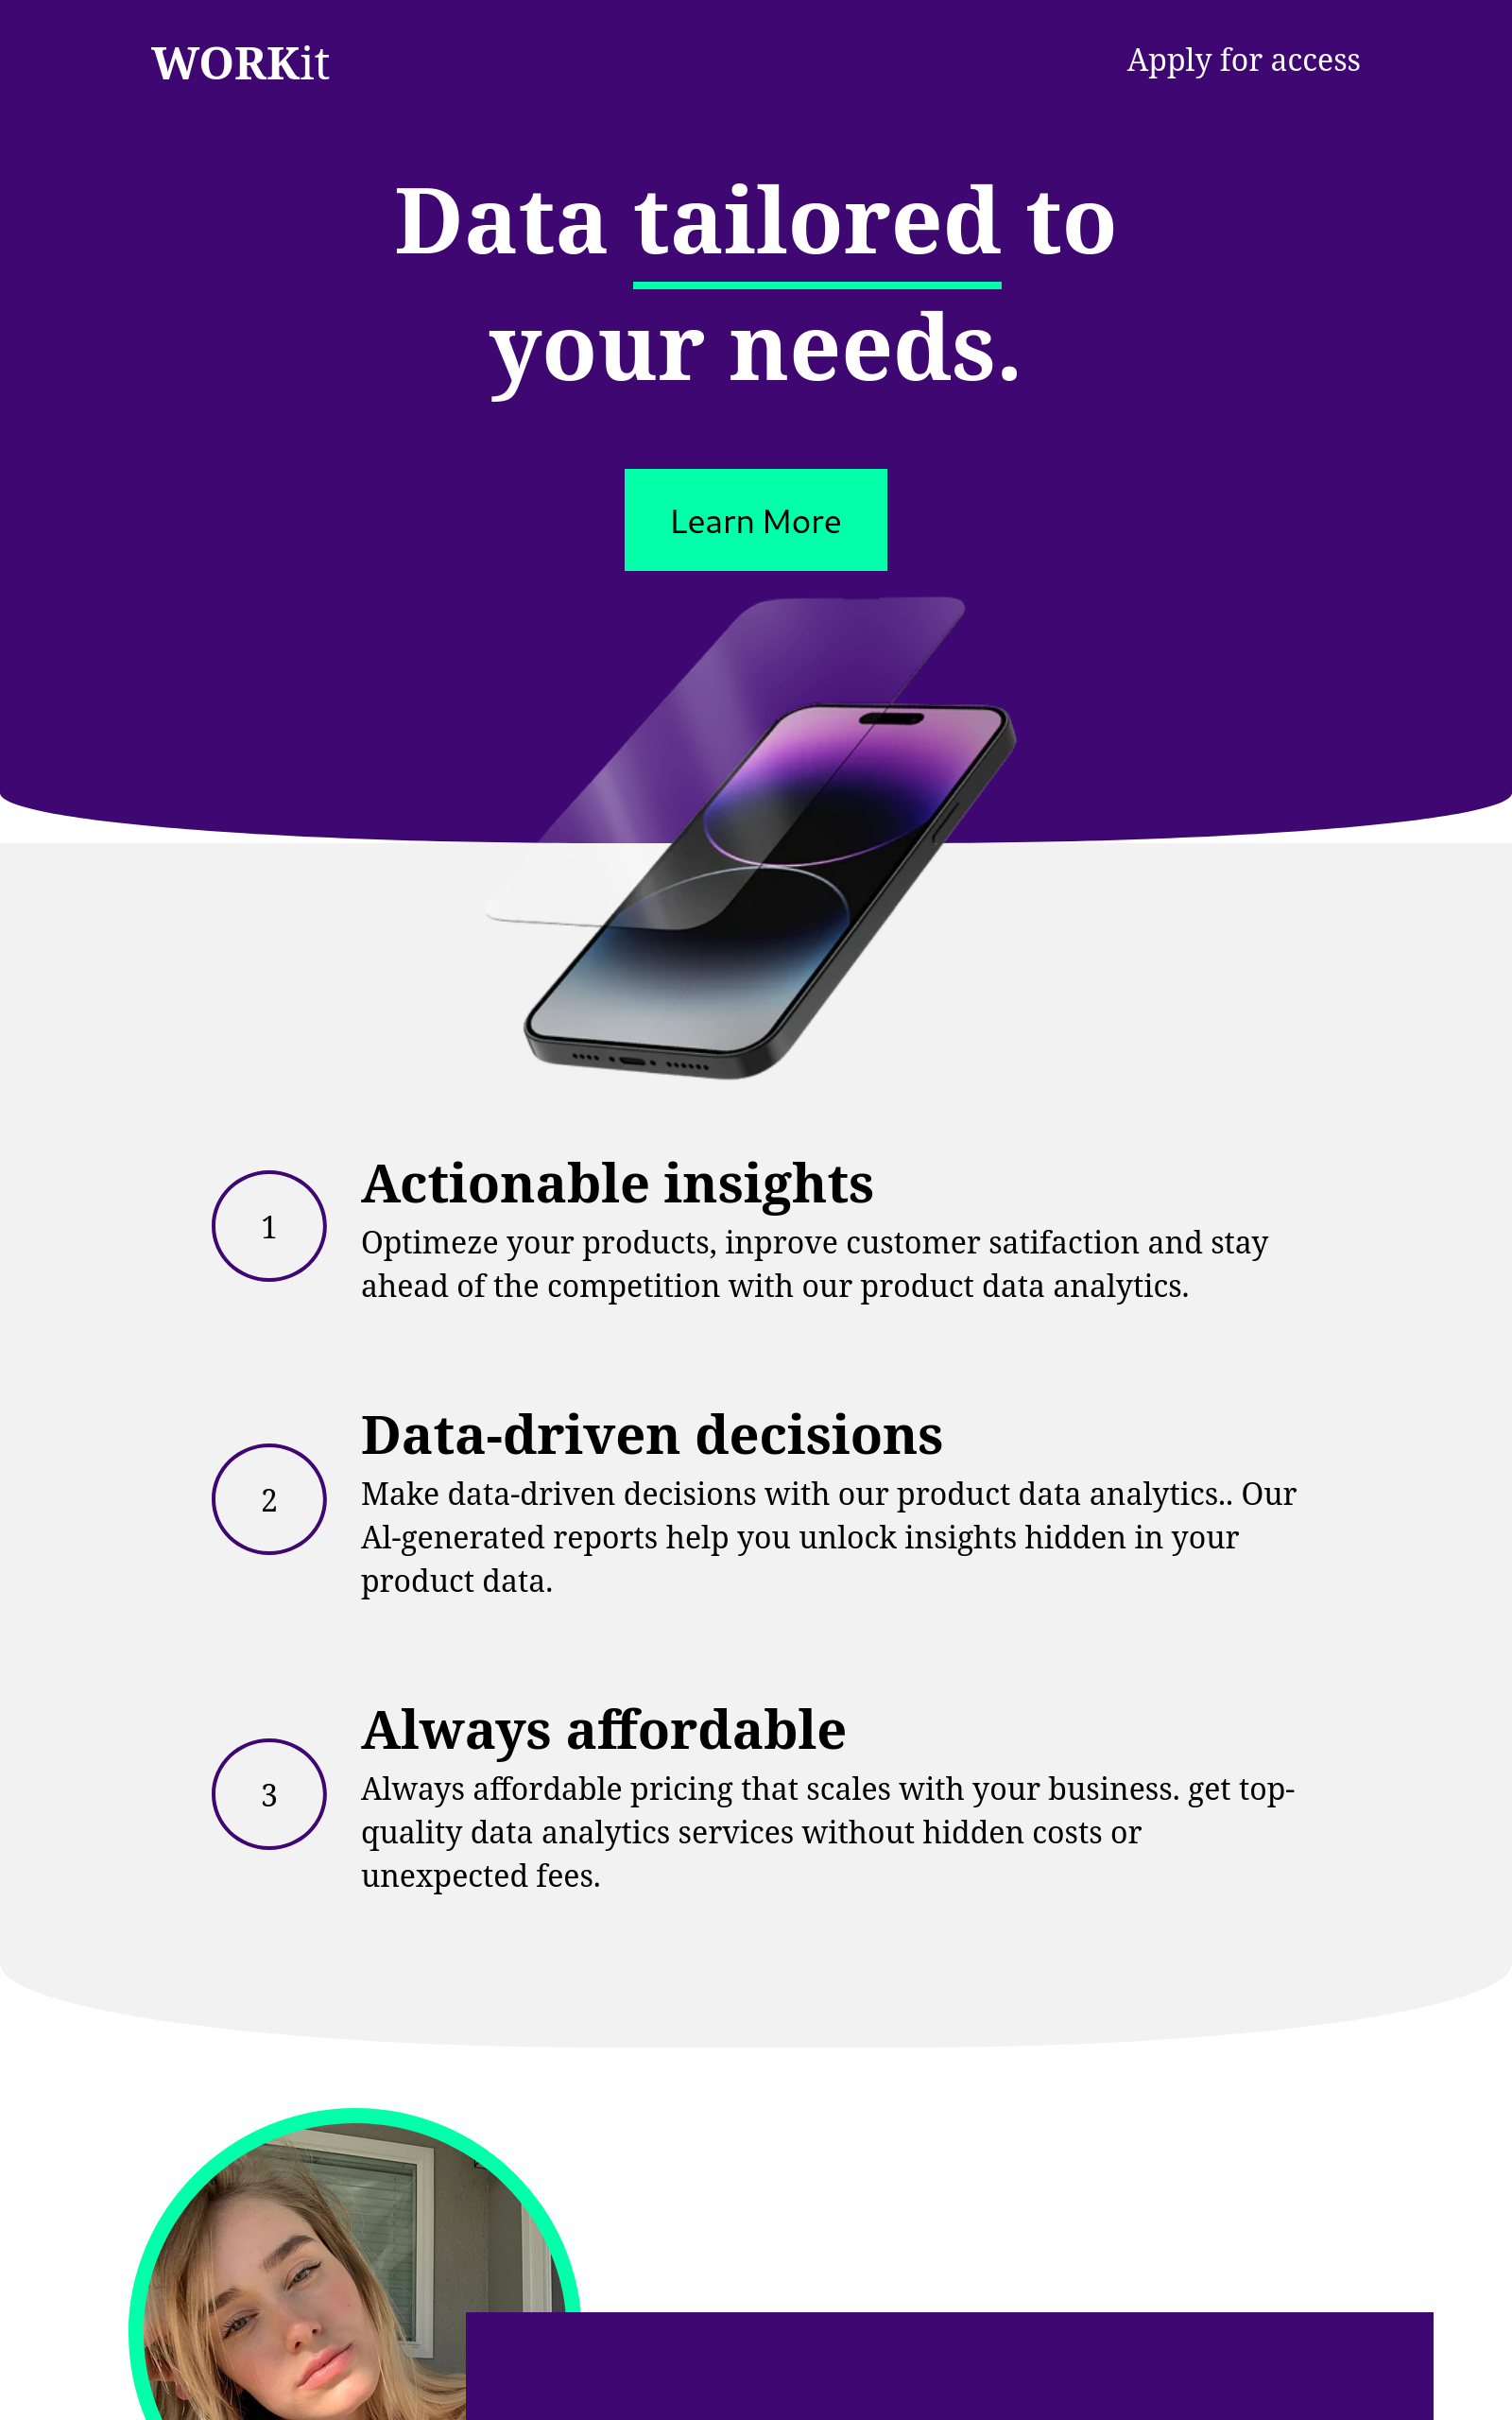 WORKit
Apply for access
Data tailored to
your needs.
Learn More
1
Actionable insights
Optimeze your products, inprove customer satifaction and stay
ahead of the competition with our product data analytics.
2
Data-driven decisions
Make data-driven decisions with our product data analytics.. Our
Al-generated reports help you unlock insights hidden in your
product data.
3
Always affordable
Always affordable pricing that scales with your business. get top-
quality data analytics services without hidden costs or
unexpected fees.